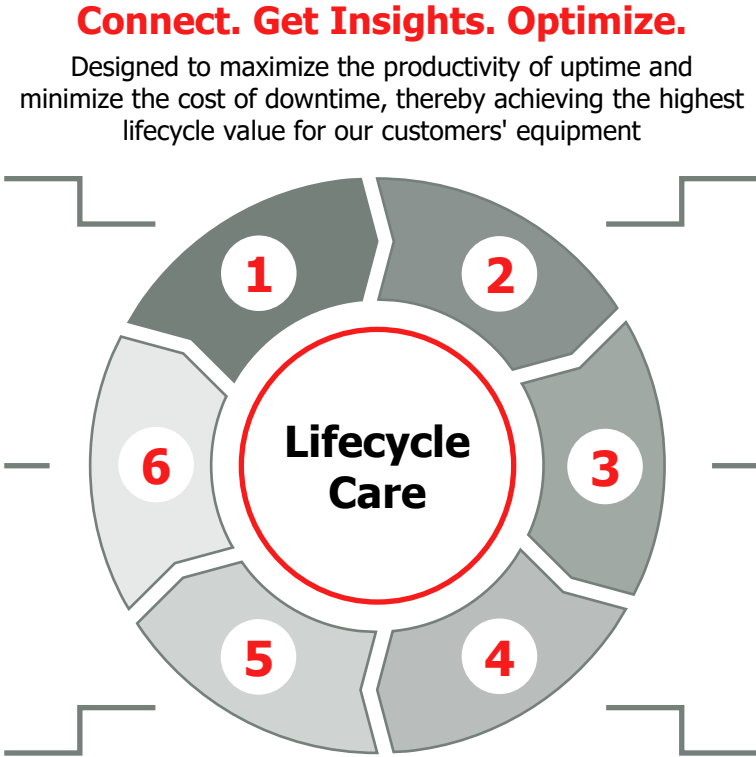 Connect. Get Insights. Optimize.
Designed to maximize the productivity of uptime and
minimize the cost of downtime, thereby achieving the highest
lifecycle value for our customers' equipment
1
2
3
4
5
6
Lifecycle
Care